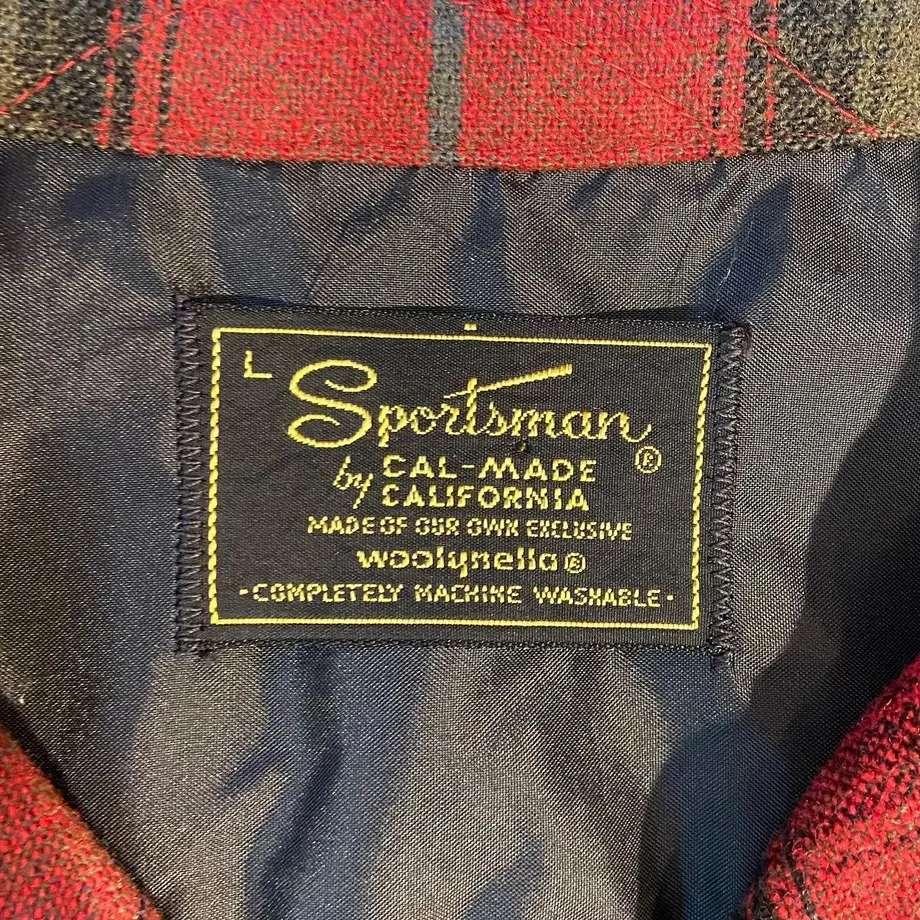 L
Sportsman®
by CAL-MADE
CALIFORNIA
MADE OF OUR OWN EXCLUSIVE
woolynella®
·COMPLETELY MACHINE WASHABLE·